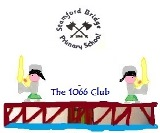 Stamford Bridge
Primary School
The 1066 Club